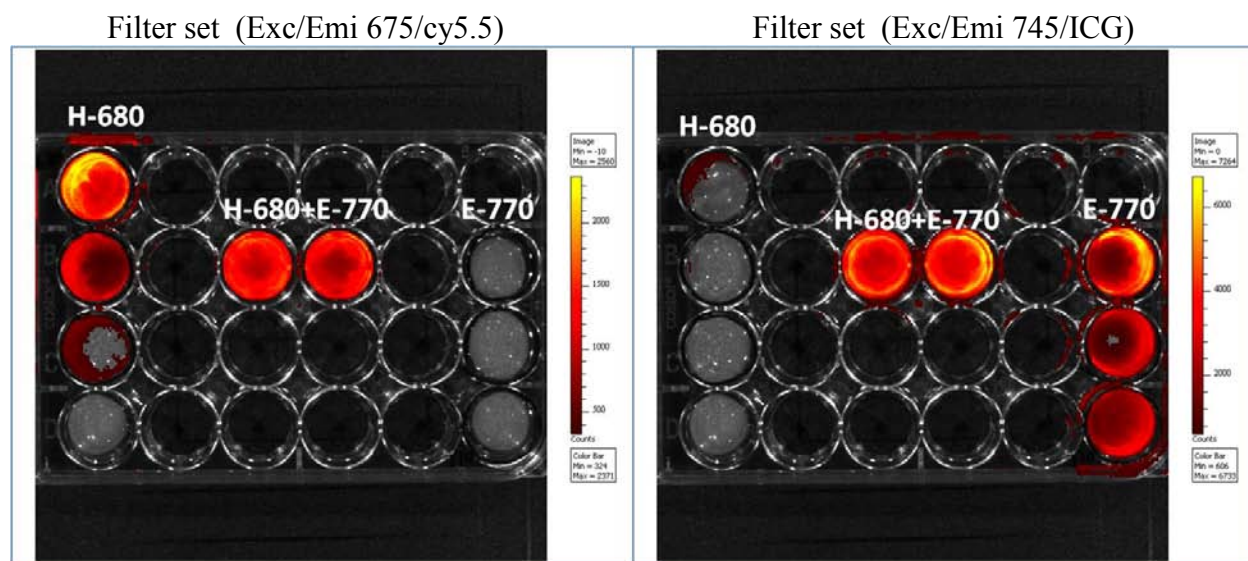 Filter set (Exc/Emi 675/cy5.5)
H-680
H-680+E-770
E-770
Image
Min = -10
Max = 2560
2000
1500
1000
500
Counts
Color Bar
Min = 324
Max = 2371
A
B
C
D
Filter set (Exc/Emi 745/ICG)
H-680
H-680+E-770
E-770
Image
Min = 0
Max = 7264
6000
4000
2000
Counts
Color Bar
Min = 606
Max = 6733